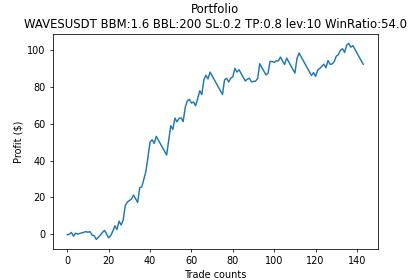 Portfolio
WAVESUSDT BBM:1.6 BBL:200 SL:0.2 TP:0.8 lev:10 WinRatio:54.0
100
80
60
40
20
0
Profit ($)
0 20 40 60 80 100 120 140
Trade counts